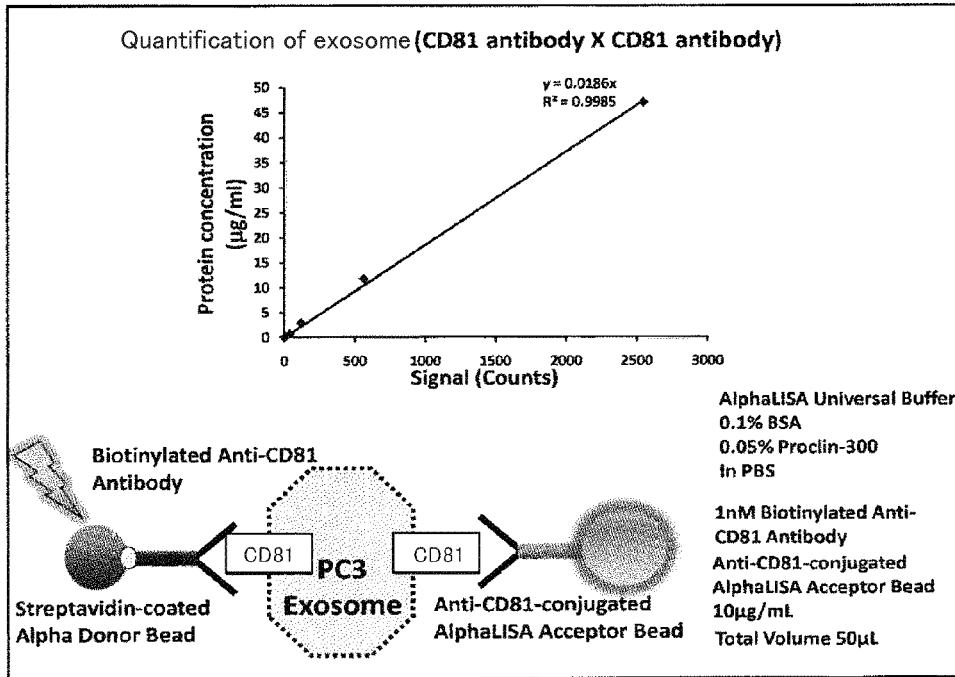 Quantification of exosome (CD81 antibody X CD81 antibody)
y = 0.0186x
R² = 0.9985
Protein concentration
(µg/ml)
50
45
40
35
30
25
20
15
10
5
0
0 500 1000 1500 2000 2500 3000
Signal (Counts)
AlphaLISA Universal Buffer
0.1% BSA
0.05% Proclin-300
In PBS
1nM Biotinylated Anti-
CD81 Antibody
Anti-CD81-conjugated
AlphaLISA Acceptor Bead
10µg/mL
Total Volume 50µL
Biotinylated Anti-CD81
Antibody
CD81
PC3
Exosome
CD81
Streptavidin-coated
Alpha Donor Bead
Anti-CD81-conjugated
AlphaLISA Acceptor Bead